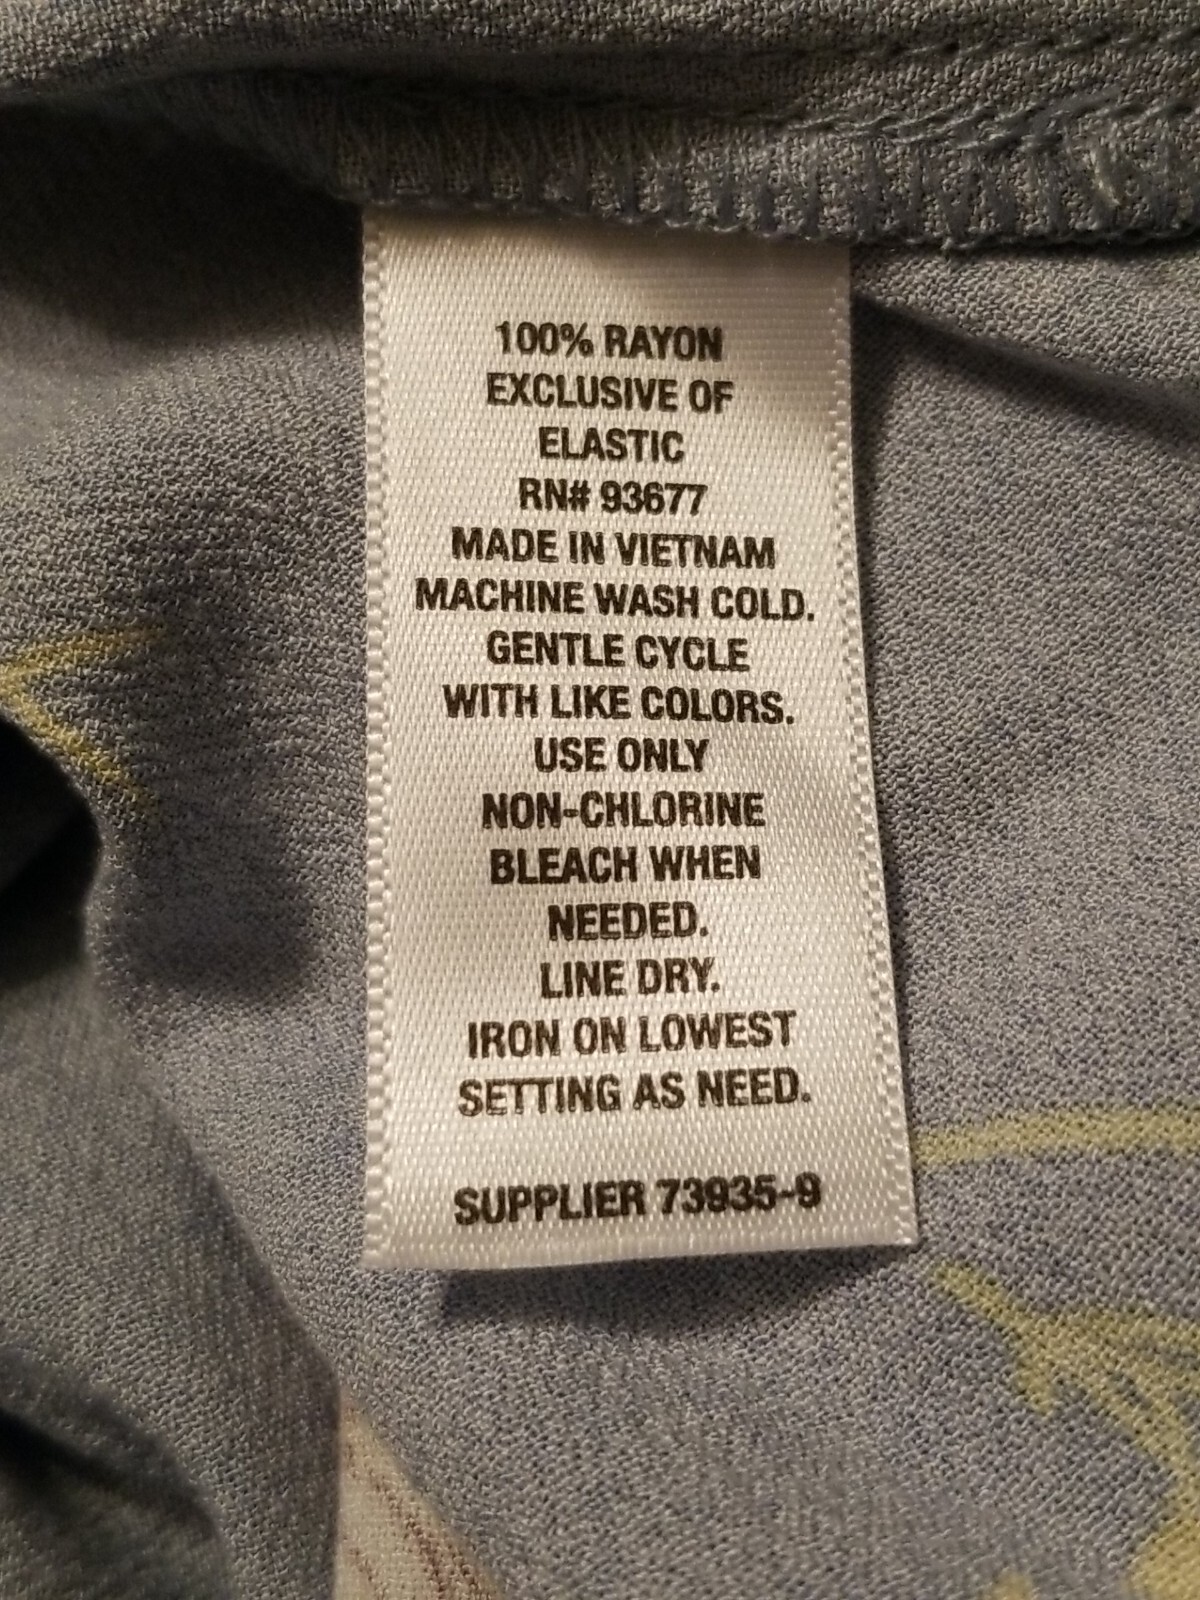 100% RAYON
EXCLUSIVE OF
ELASTIC
RN# 93677
MADE IN VIETNAM
MACHINE WASH COLD.
GENTLE CYCLE
WITH LIKE COLORS.
USE ONLY
NON-CHLORINE
BLEACH WHEN
NEEDED.
LINE DRY.
IRON ON LOWEST
SETTING AS NEED.
SUPPLIER 73935-9